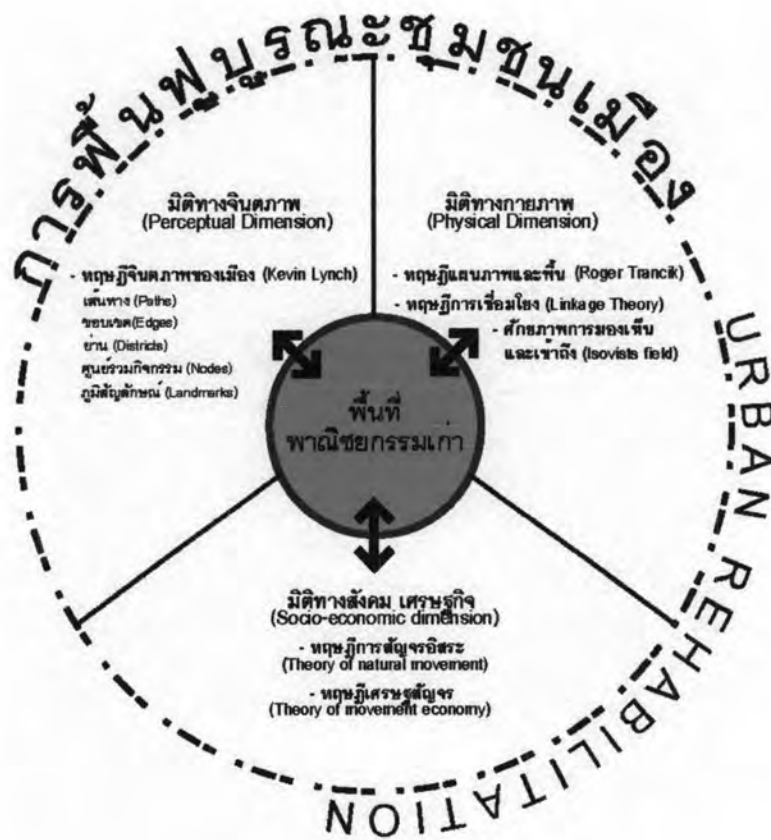 การฟื้นฟูบูรณะชุมชนเมือง
มิติทางจินตภาพ
(Perceptual Dimension)
- ทฤษฎีจินตภาพของเมือง (Kevin Lynch)
เส้นทาง (Paths)
ขอบเขต(Edges)
ย่าน (Districts)
ศูนย์รวมกิจกรรม (Nodes)
ภูมิสัญลักษณ์ (Landmarks)
มิติทางกายภาพ
(Physical Dimension)
- ทฤษฎีแผนภาพและพื้น (Roger Trancik)
- ทฤษฎีการเชื่อมโยง (Linkage Theory)
- ศักยภาพการมองเห็น
และเข้าถึง (Isovists field)
พื้นที่
พาณิชยกรรมเก่า
มิติทางสังคม เศรษฐกิจ
(Socio-economic dimension)
- ทฤษฎีการสัญจรอิสระ
(Theory of natural movement)
- ทฤษฎีเศรษฐสัญจร
(Theory of movement economy)
URBAN REHABILITATION